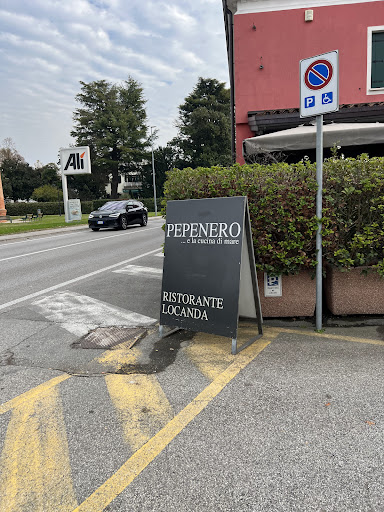 Alì
P
PEPENERO
... e la cucina di mare
RISTORANTE
LOCANDA